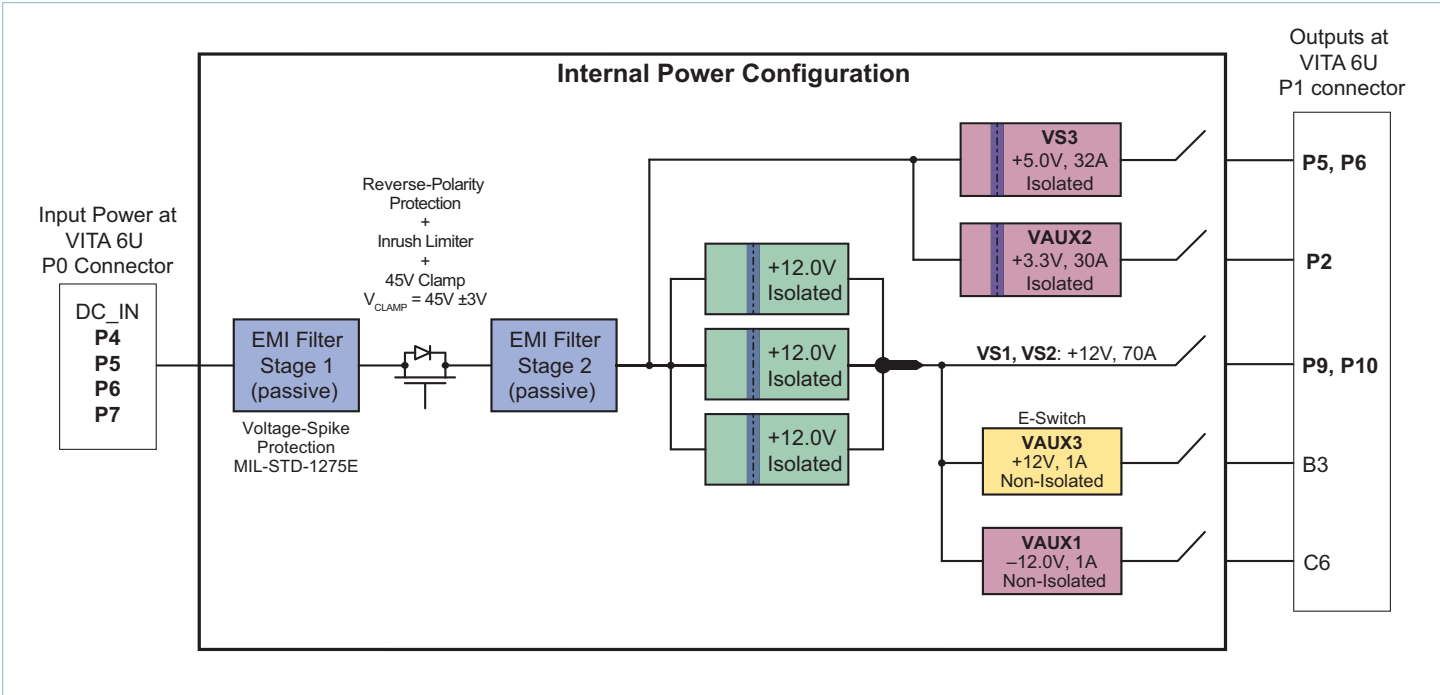 Internal Power Configuration
Input Power at
VITA 6U
P0 Connector
DC_IN
P4
P5
P6
P7
EMI Filter
Stage 1
(passive)
Voltage-Spike
Protection
MIL-STD-1275E
Reverse-Polarity
Protection
+
Inrush Limiter
+
45V Clamp
VCLAMP = 45V ±3V
EMI Filter
Stage 2
(passive)
+12.0V
Isolated
+12.0V
Isolated
+12.0V
Isolated
VS3
+5.0V, 32A
Isolated
VAUX2
+3.3V, 30A
Isolated
VS1, VS2: +12V, 70A
E-Switch
VAUX3
+12V, 1A
Non-Isolated
VAUX1
–12.0V, 1A
Non-Isolated
Outputs at
VITA 6U
P1 connector
P5, P6
P2
P9, P10
B3
C6